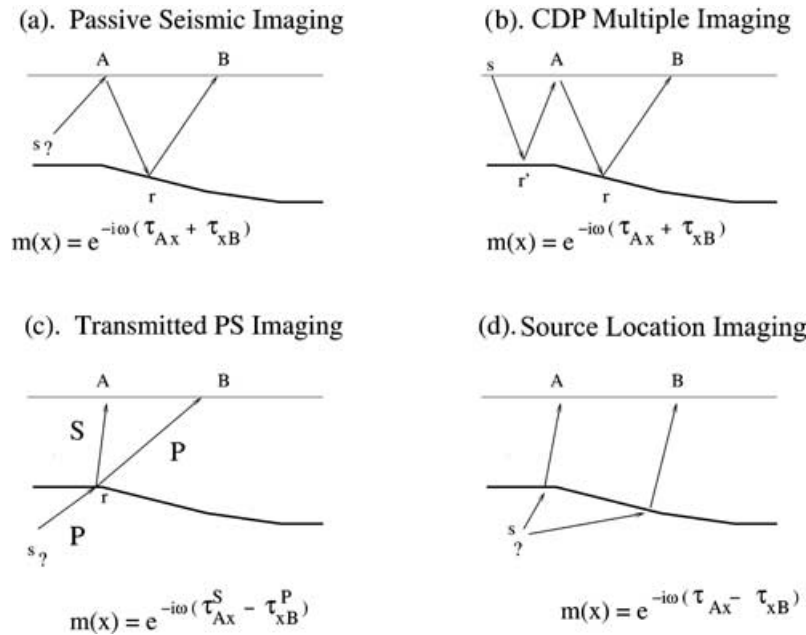 (a). Passive Seismic Imaging
A B
s ?
r
m(x) = e^{-iω(τ_{Ax} + τ_{xB})}
(b). CDP Multiple Imaging
s A B
r' r
m(x) = e^{-iω(τ_{Ax} + τ_{xB})}
(c). Transmitted PS Imaging
A B
S
P
r
s ? P
m(x) = e^{-iω(τ^S_{Ax} - τ^P_{xB})}
(d). Source Location Imaging
A B
s
?
m(x) = e^{-iω(τ_{Ax} - τ_{xB})}